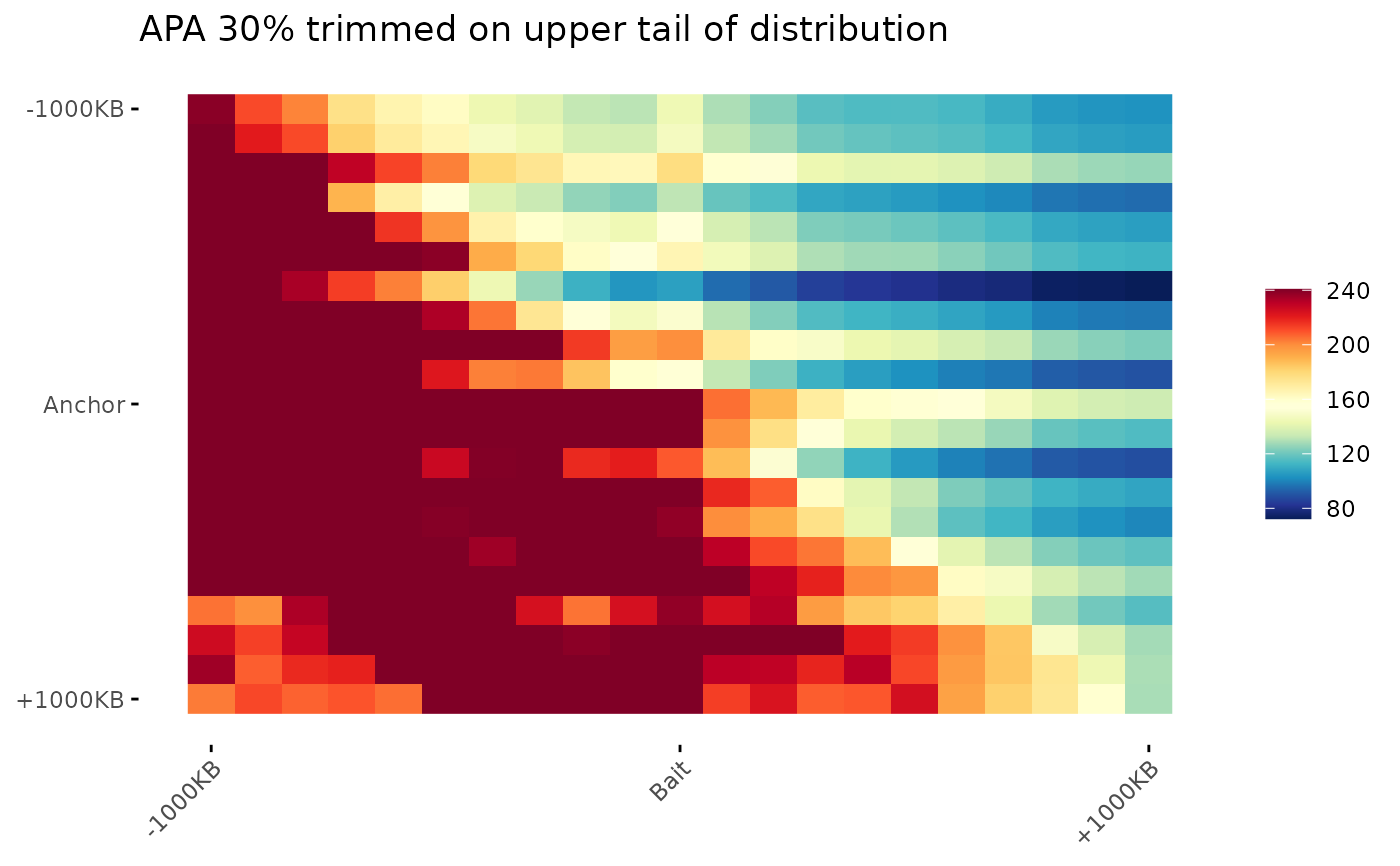 APA 30% trimmed on upper tail of distribution
-1000KB
Anchor
+1000KB
240
200
160
120
80
-1000KB
Bait
+1000KB